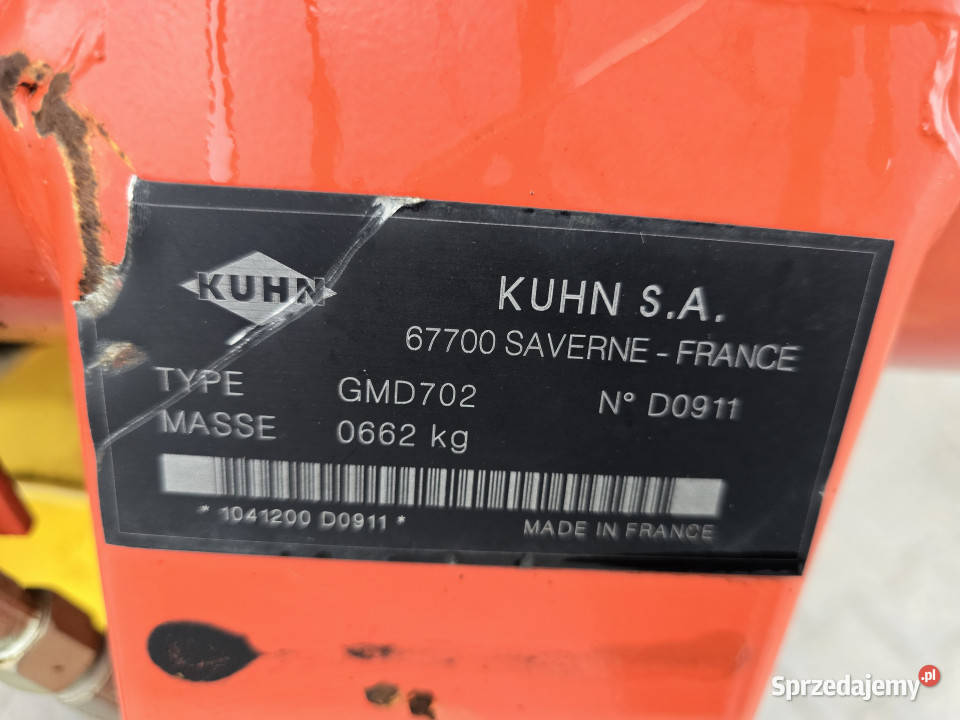 KUHN
KUHN S.A.
67700 SAVERNE - FRANCE
TYPE GMD702 N° D0911
MASSE 0662 kg
* 1041200 D0911 *
MADE IN FRANCE
Sprzedajemy.pl